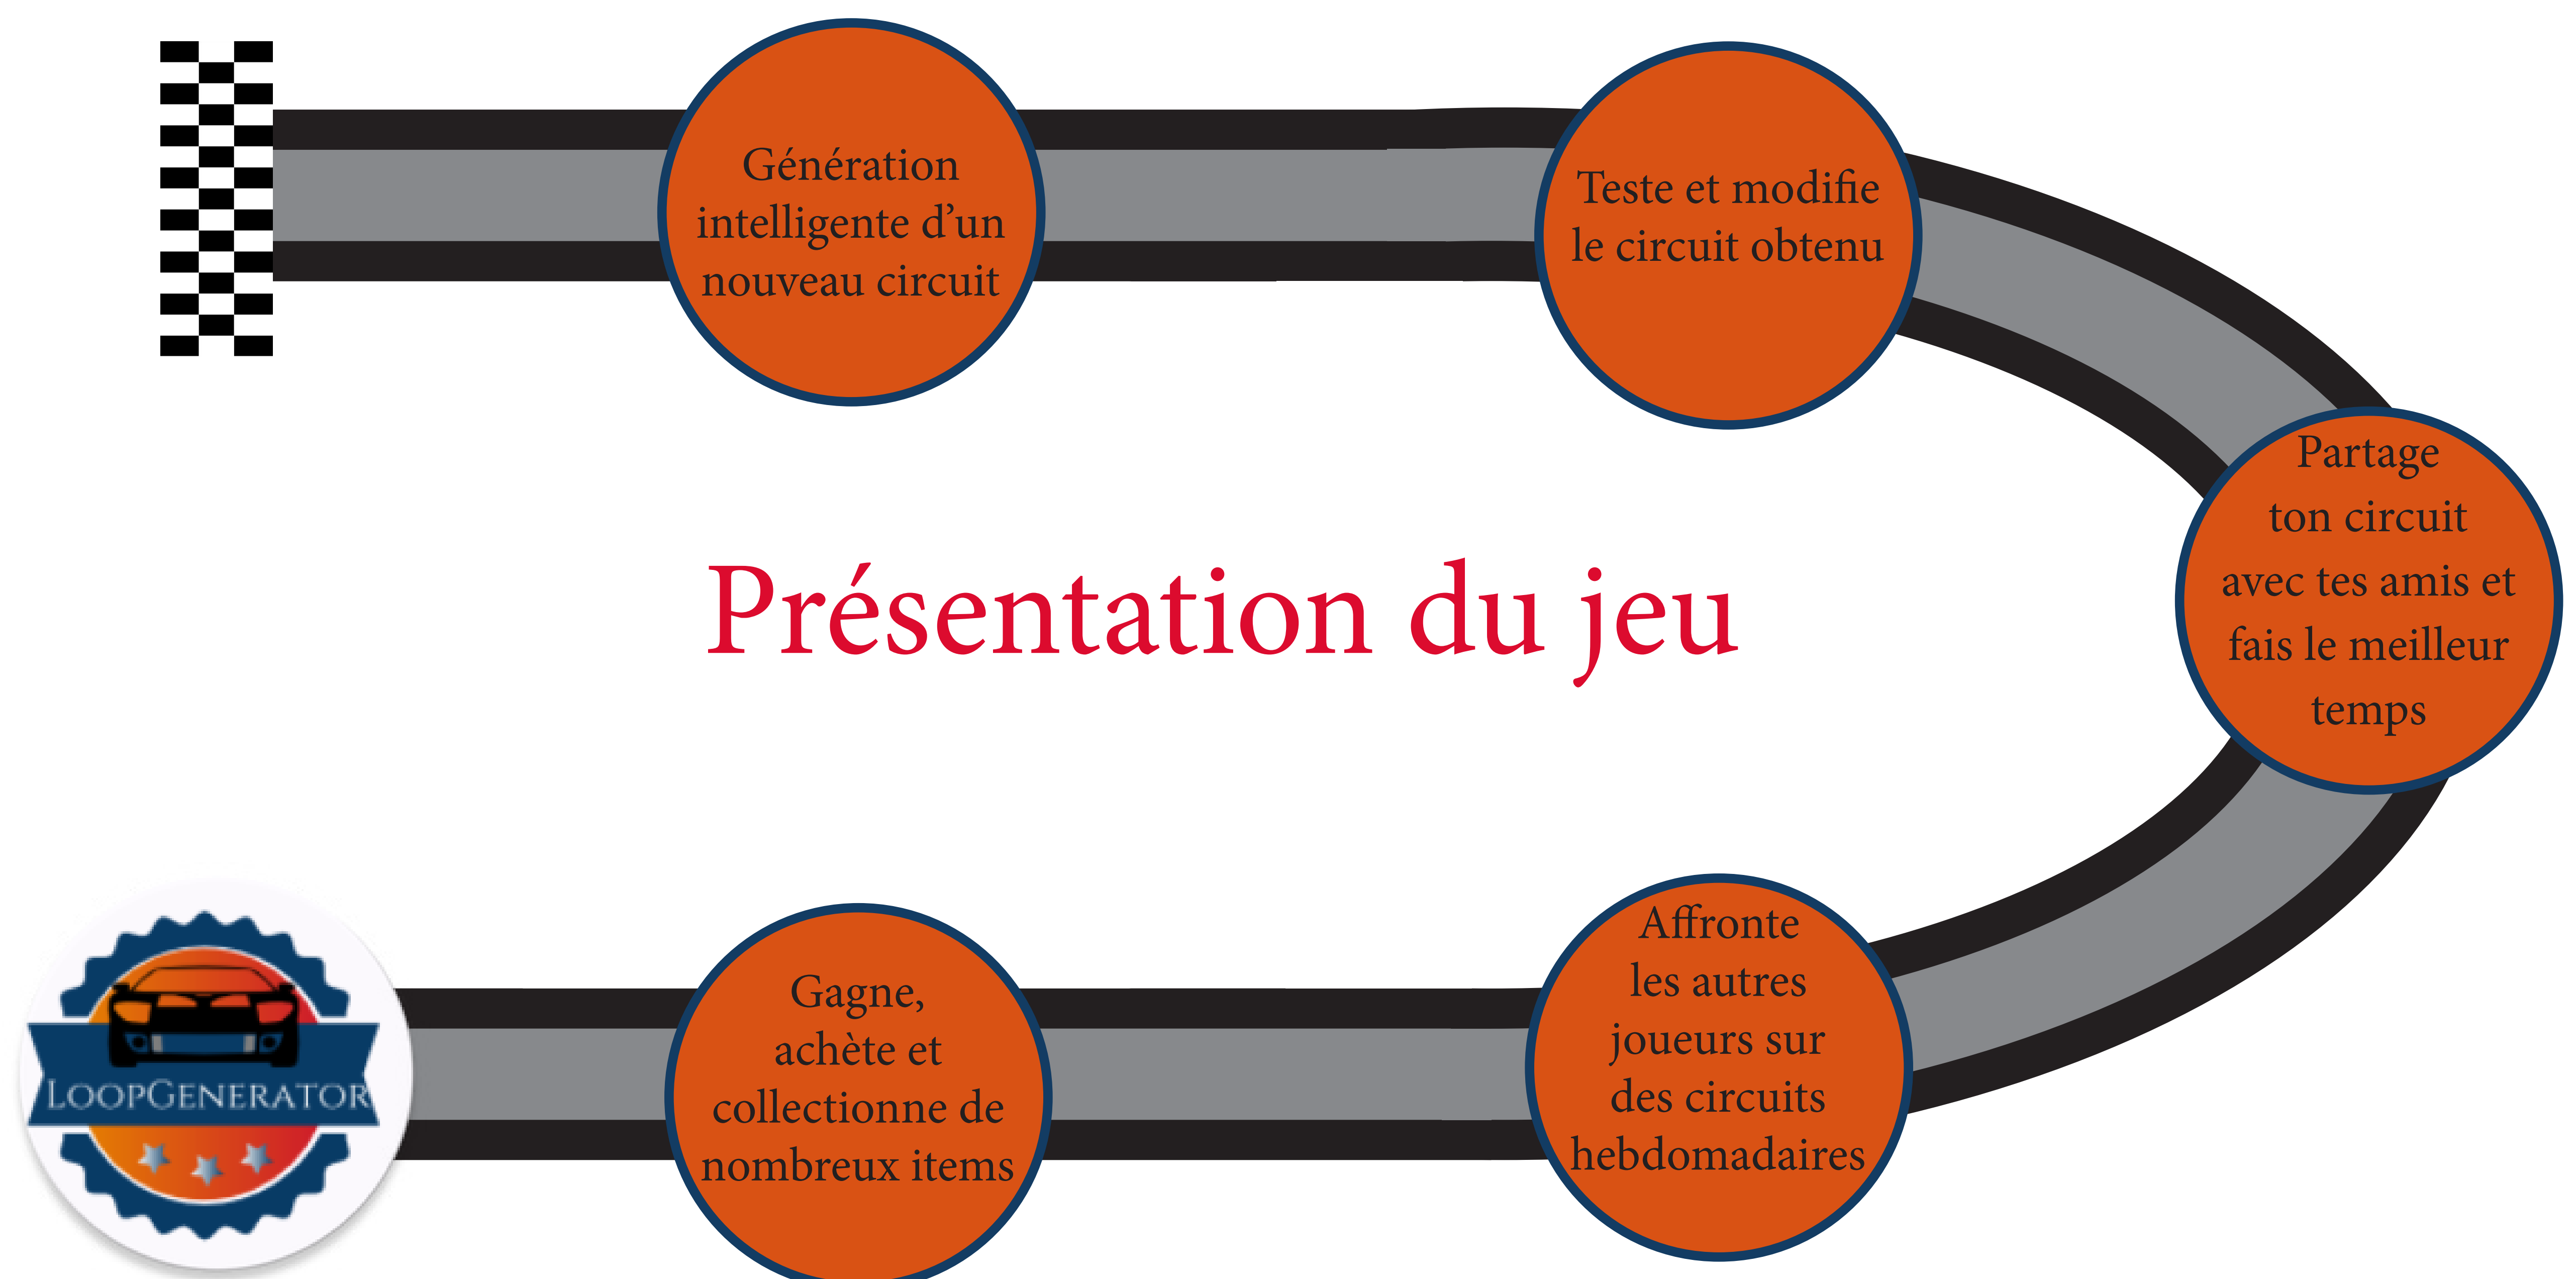 Génération
intelligente d'un
nouveau circuit
Teste et modifie
le circuit obtenu
Partage
ton circuit
avec tes amis et
fais le meilleur
temps
Présentation du jeu
Affronte
les autres
joueurs sur
des circuits
hebdomadaires
Gagne,
achète et
collectionne de
nombreux items
LOOPGENERATOR